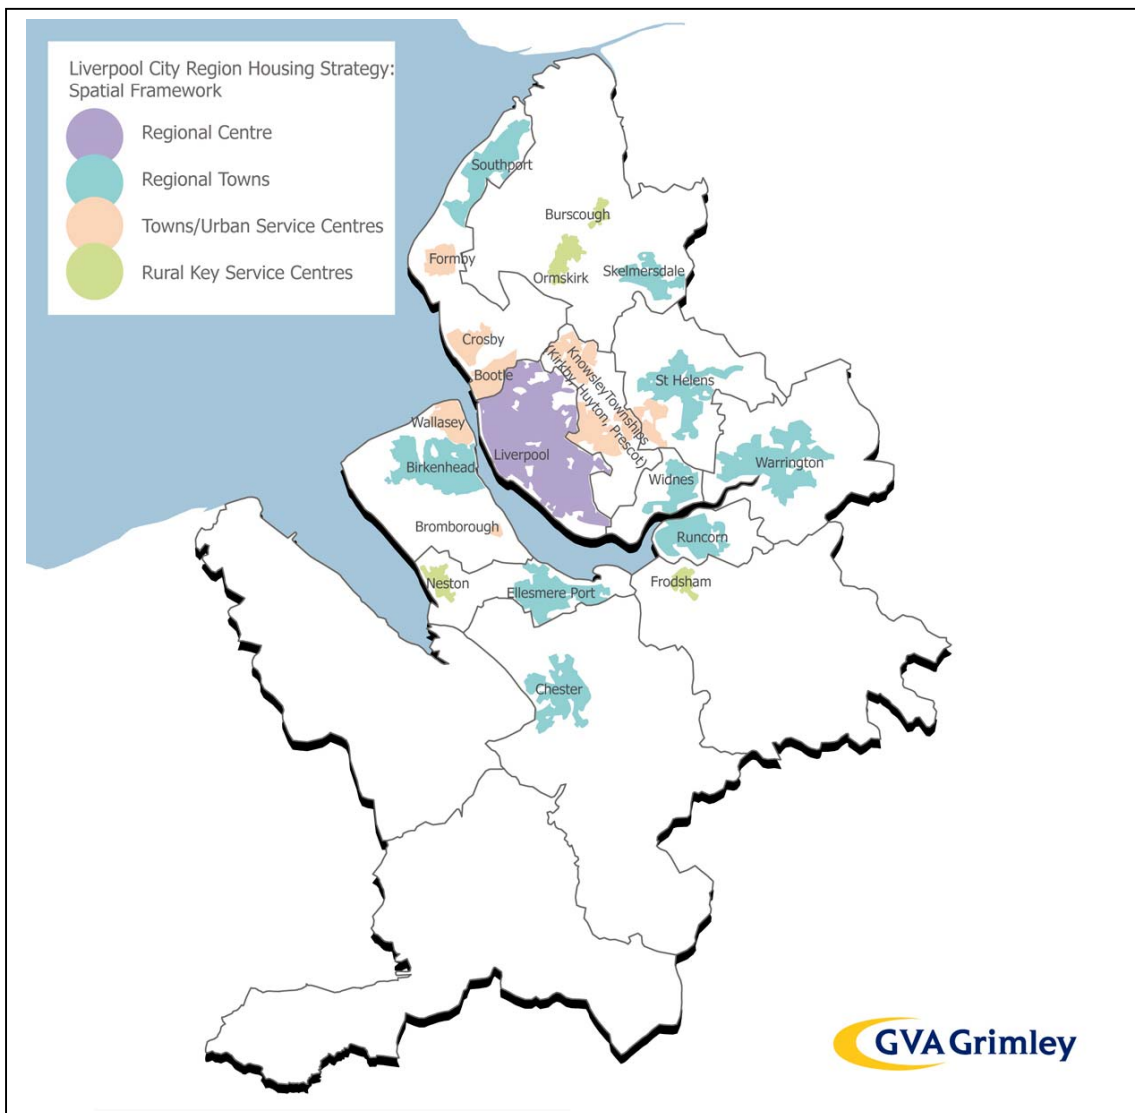 Liverpool City Region Housing Strategy:
Spatial Framework
Regional Centre
Regional Towns
Towns/Urban Service Centres
Rural Key Service Centres
Southport
Burscough
Formby
Ormskirk
Skelmersdale
Crosby
Bootle
Knowsley Townships
(Kirkby, Huyton, Prescot)
St Helens
Wallasey
Birkenhead
Liverpool
Widnes
Warrington
Bromborough
Runcorn
Neston
Ellesmere Port
Frodsham
Chester
GVA Grimley